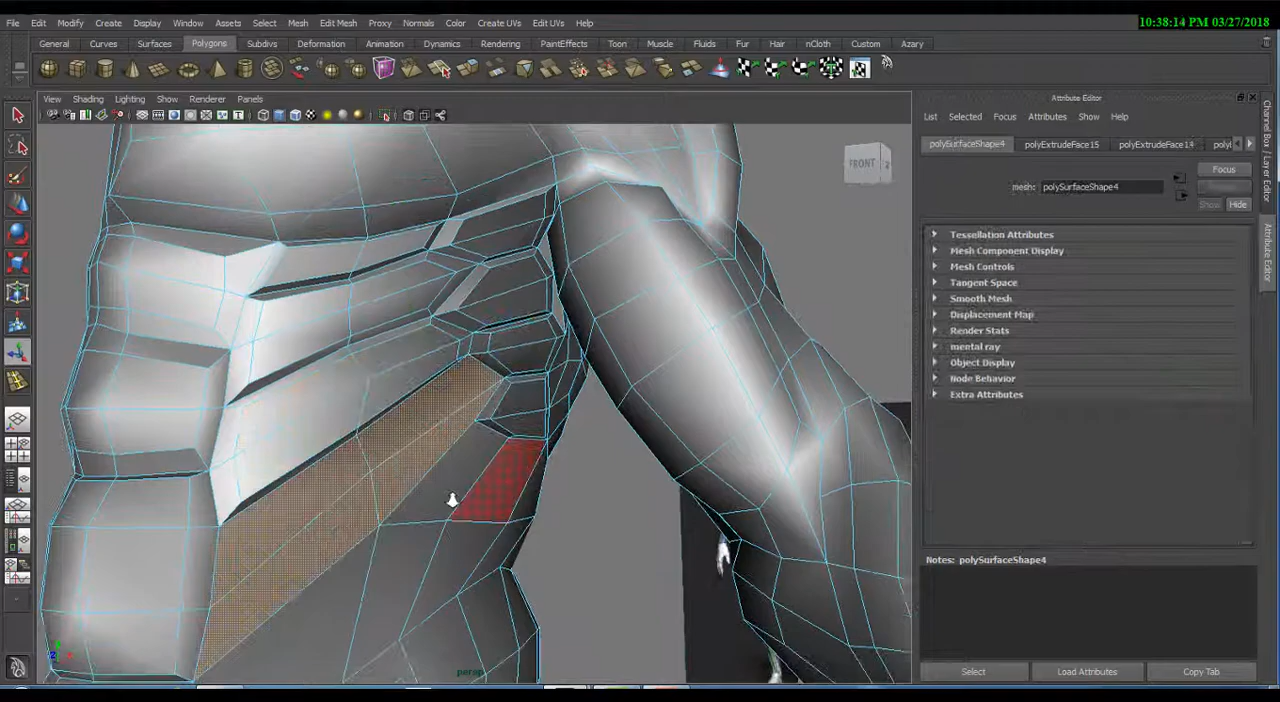 File Edit Modify Create Display Window Assets Select Mesh Edit Mesh Proxy Normals Color Create UVs Edit UVs Help
10:38:14 PM 03/27/2018
General Curves Surfaces Polygons Subdivs Deformation Animation Dynamics Rendering PaintEffects Toon Muscle Fluids Fur Hair nCloth Custom Azary
View Shading Lighting Show Renderer Panels
Attribute Editor
List Selected Focus Attributes Show Help
polySurfaceShape4 polyExtrudeFace15 polyExtrudeFace14
Focus
mesh: polySurfaceShape4
Show Hide
FRONT
Tessellation Attributes
Mesh Component Display
Mesh Controls
Tangent Space
Smooth Mesh
Displacement Map
Render Stats
mental ray
Object Display
Node Behavior
Extra Attributes
Notes: polySurfaceShape4
Select Load Attributes Copy Tab
persp
Channel Box / Layer Editor
Attribute Editor